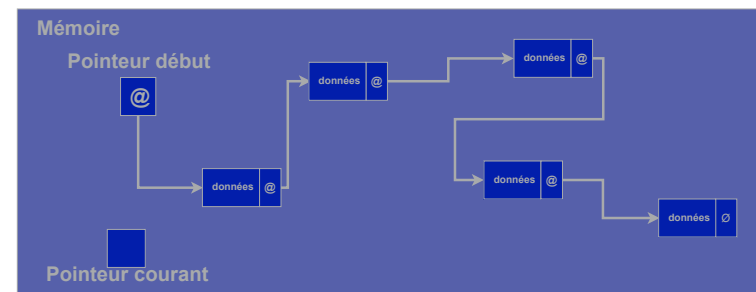 Mémoire
Pointeur début
@
données @
données @
données @
données @
données Ø
Pointeur courant